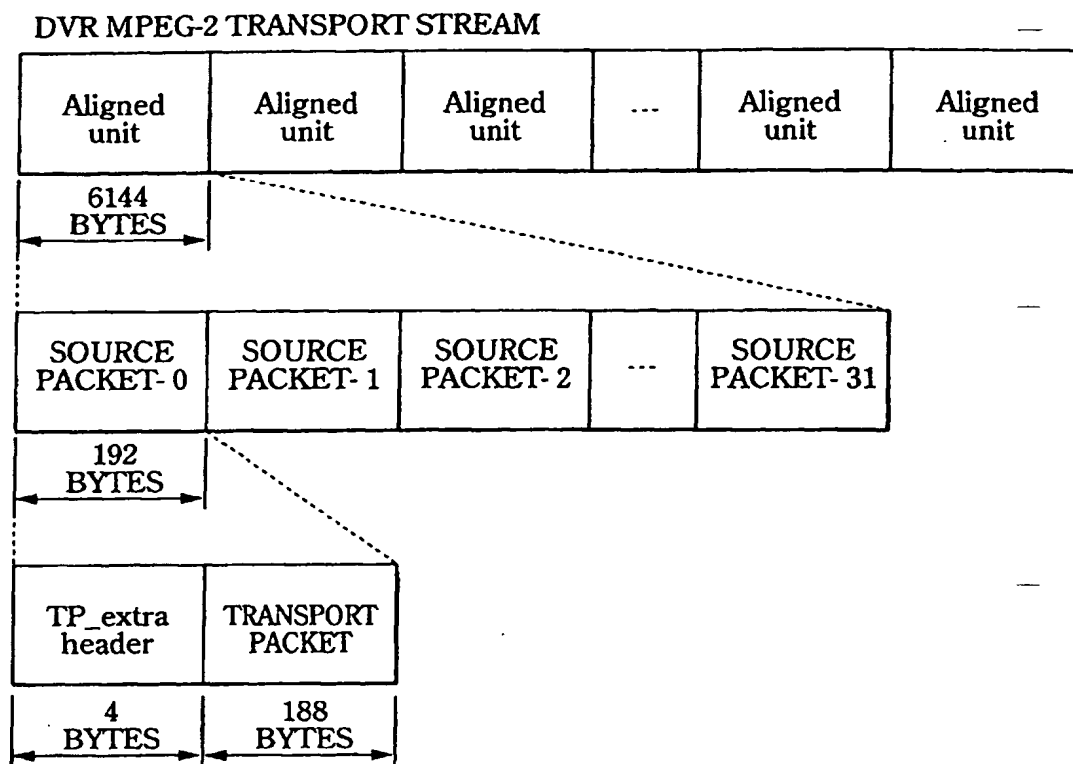 DVR MPEG-2 TRANSPORT STREAM
Aligned
unit
Aligned
unit
Aligned
unit
---
Aligned
unit
Aligned
unit
6144
BYTES
SOURCE
PACKET- 0
SOURCE
PACKET- 1
SOURCE
PACKET- 2
---
SOURCE
PACKET- 31
192
BYTES
TP_extra
header
TRANSPORT
PACKET
4
BYTES
188
BYTES